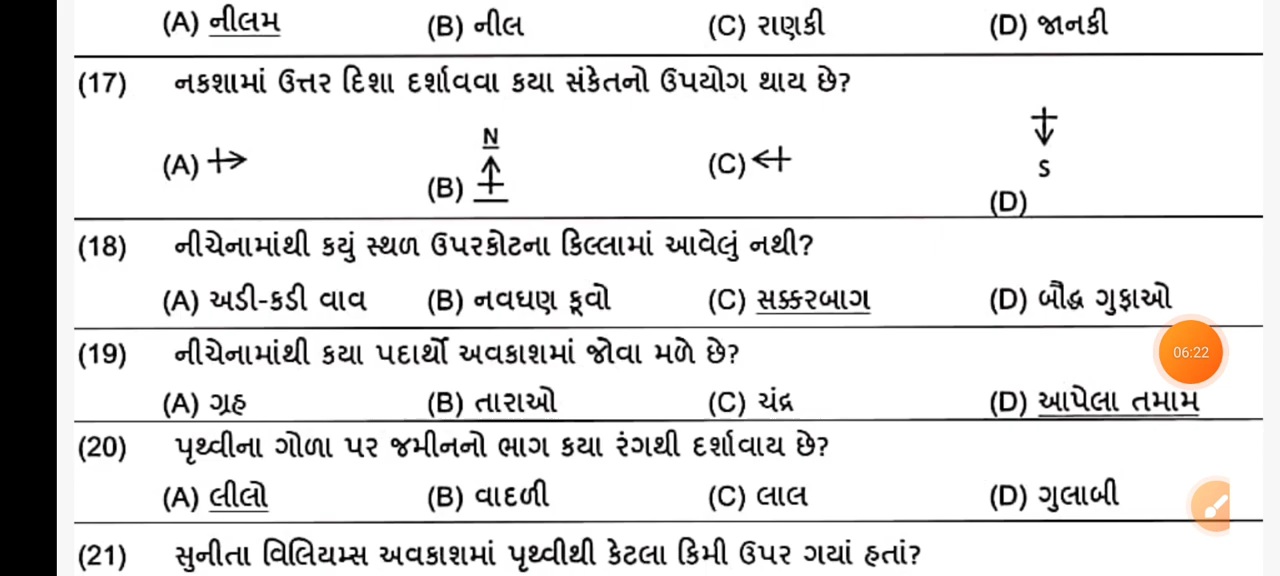 (A) નીલમ (B) નીલ (C) રાણકી (D) જાનકી
(17) નકશામાં ઉત્તર દિશા દર્શાવવા કયા સંકેતનો ઉપયોગ થાય છે?
N
S
(A) (B) (C) (D)
(18) નીચેનામાંથી કયું સ્થળ ઉપરકોટના કિલ્લામાં આવેલું નથી?
(A) અડી-કડી વાવ (B) નવઘણ કૂવો (C) સક્કરબાગ (D) બૌદ્ધ ગુફાઓ
(19) નીચેનામાંથી કયા પદાર્થો અવકાશમાં જોવા મળે છે?
06:22
(A) ગ્રહ (B) તારાઓ (C) ચંદ્ર (D) આપેલા તમામ
(20) પૃથ્વીના ગોળા પર જમીનનો ભાગ કયા રંગથી દર્શાવાય છે?
(A) લીલો (B) વાદળી (C) લાલ (D) ગુલાબી
(21) સુનીતા વિલિયમ્સ અવકાશમાં પૃથ્વીથી કેટલા કિમી ઉપર ગયાં હતાં?